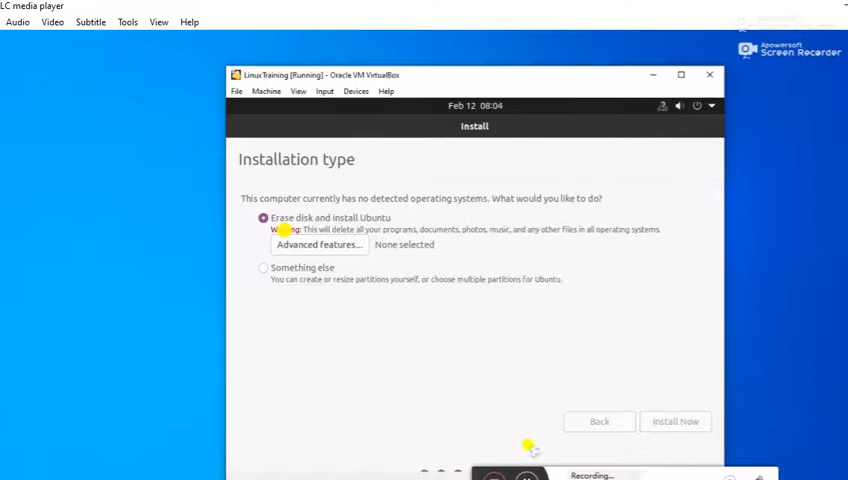 LC media player
Audio Video Subtitle Tools View Help
Apowersoft
Screen Recorder
LinuxTraining [Running] - Oracle VM VirtualBox
File Machine View Input Devices Help
Feb 12 08:04
Install
Installation type
This computer currently has no detected operating systems. What would you like to do?
Erase disk and install Ubuntu
This will delete all your programs, documents, photos, music, and any other files in all operating systems.
Advanced features... None selected
Something else
You can create or resize partitions yourself, or choose multiple partitions for Ubuntu.
Back Install Now
Recording...